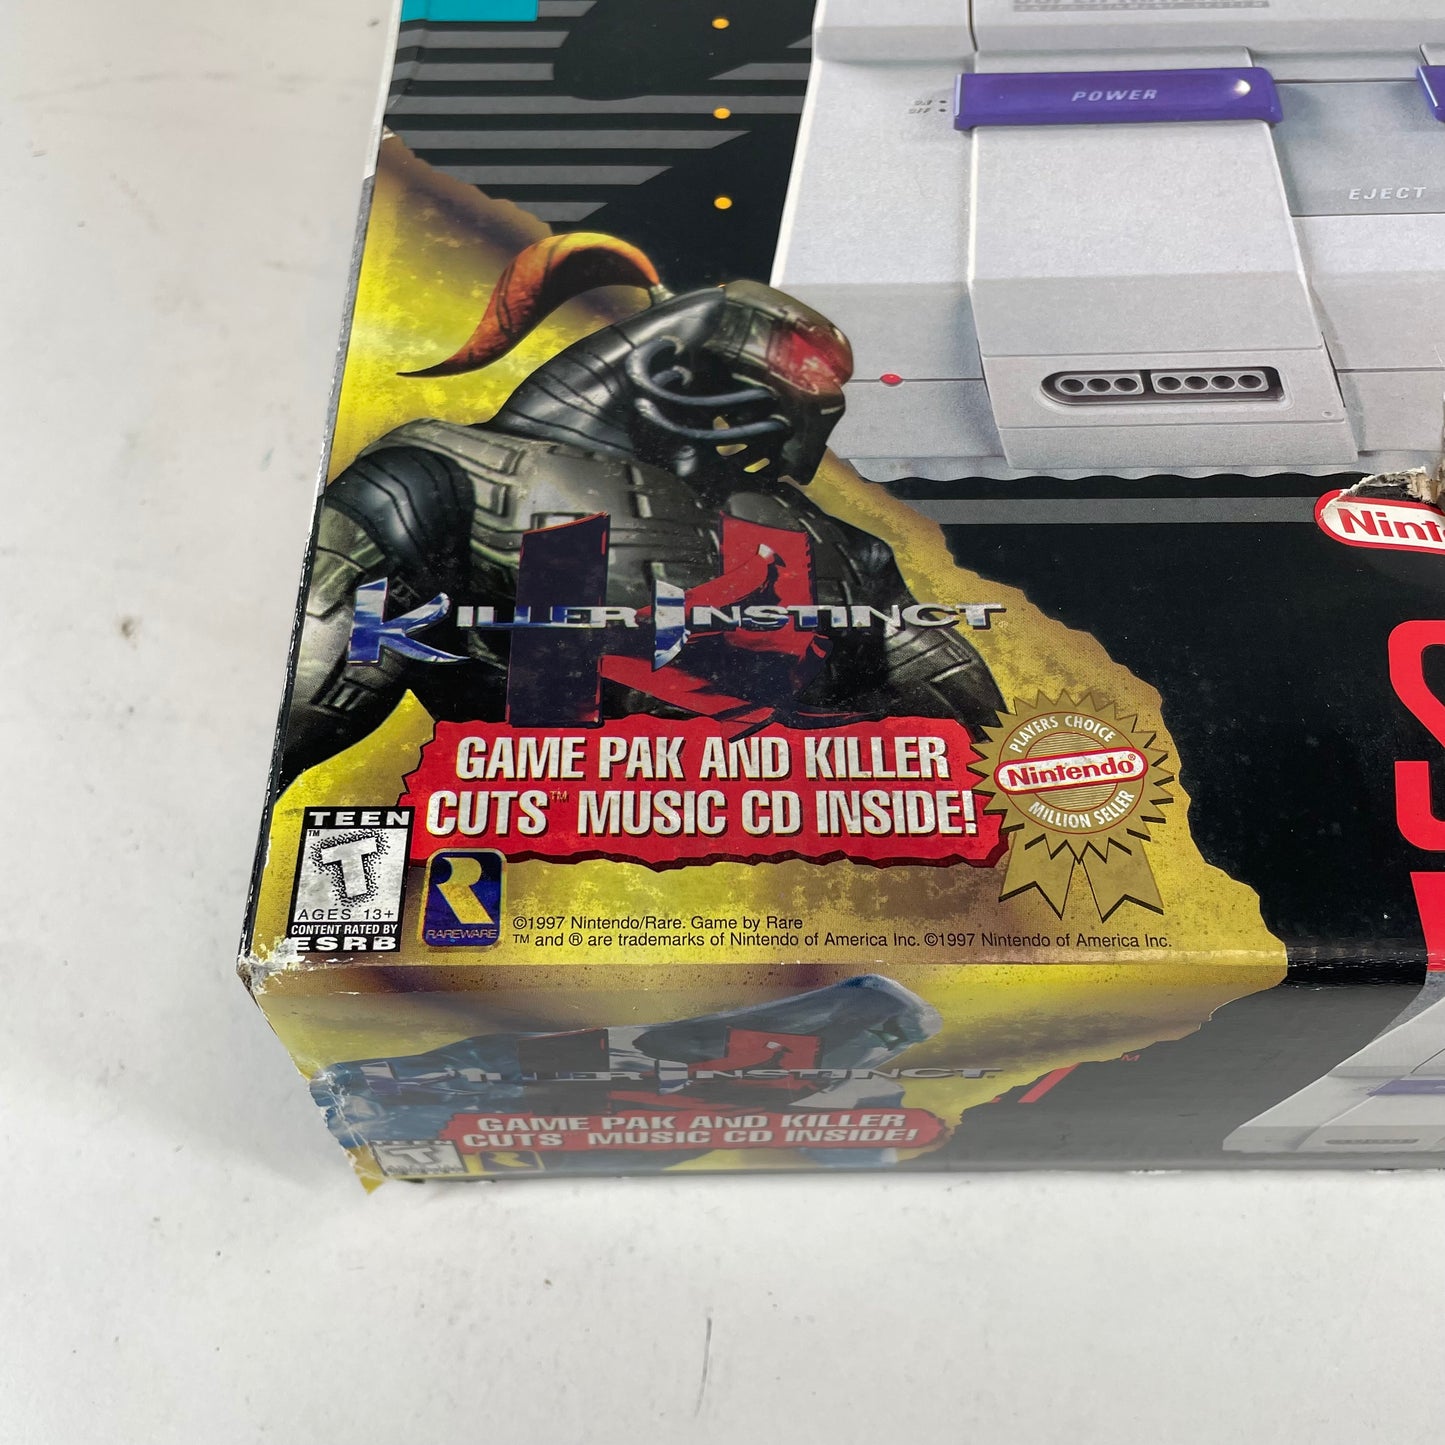 POWER
EJECT
Nint
KILLER INSTINCT
GAME PAK AND KILLER
CUTS™ MUSIC CD INSIDE!
PLAYERS CHOICE
Nintendo®
MILLION SELLER
TEEN
T™
AGES 13+
CONTENT RATED BY
ESRB
R
RAREWARE
©1997 Nintendo/Rare. Game by Rare
™ and ® are trademarks of Nintendo of America Inc. ©1997 Nintendo of America Inc.
KILLER INSTINCT
GAME PAK AND KILLER
CUTS MUSIC CD INSIDE!
TEEN
T
R